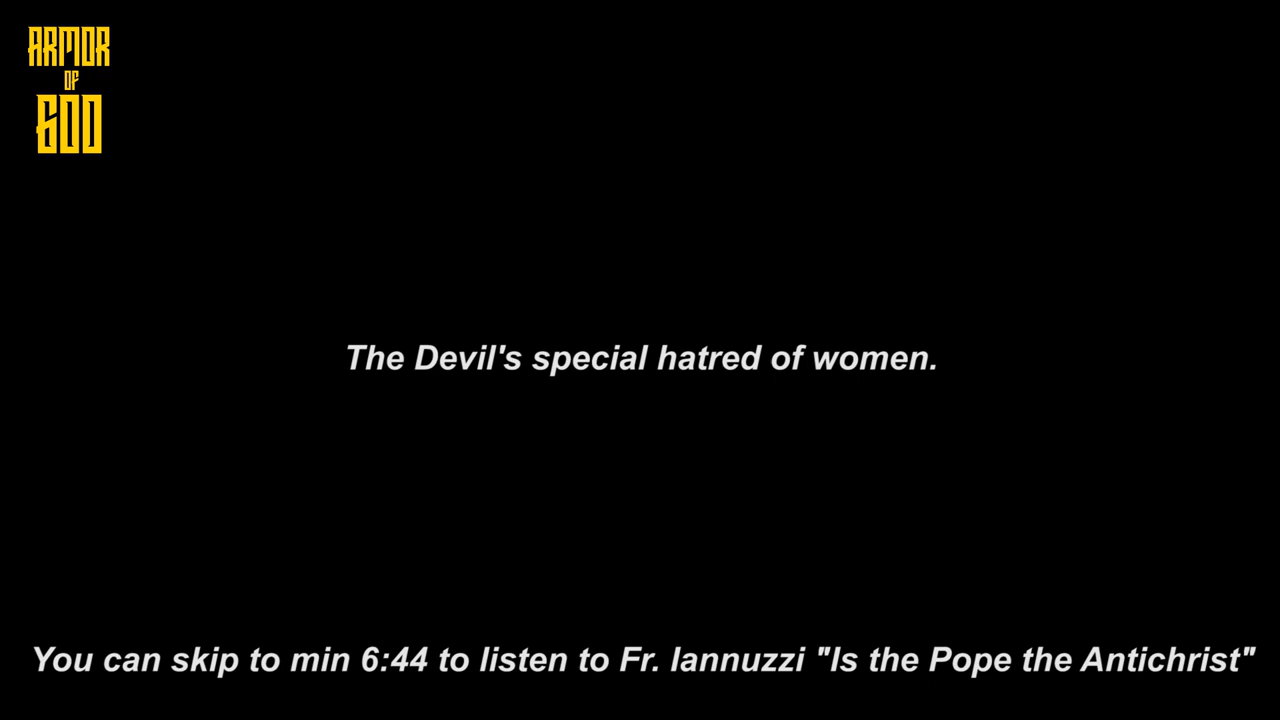 ARMOR
OF
GOD
The Devil's special hatred of women.
You can skip to min 6:44 to listen to Fr. Iannuzzi "Is the Pope the Antichrist"